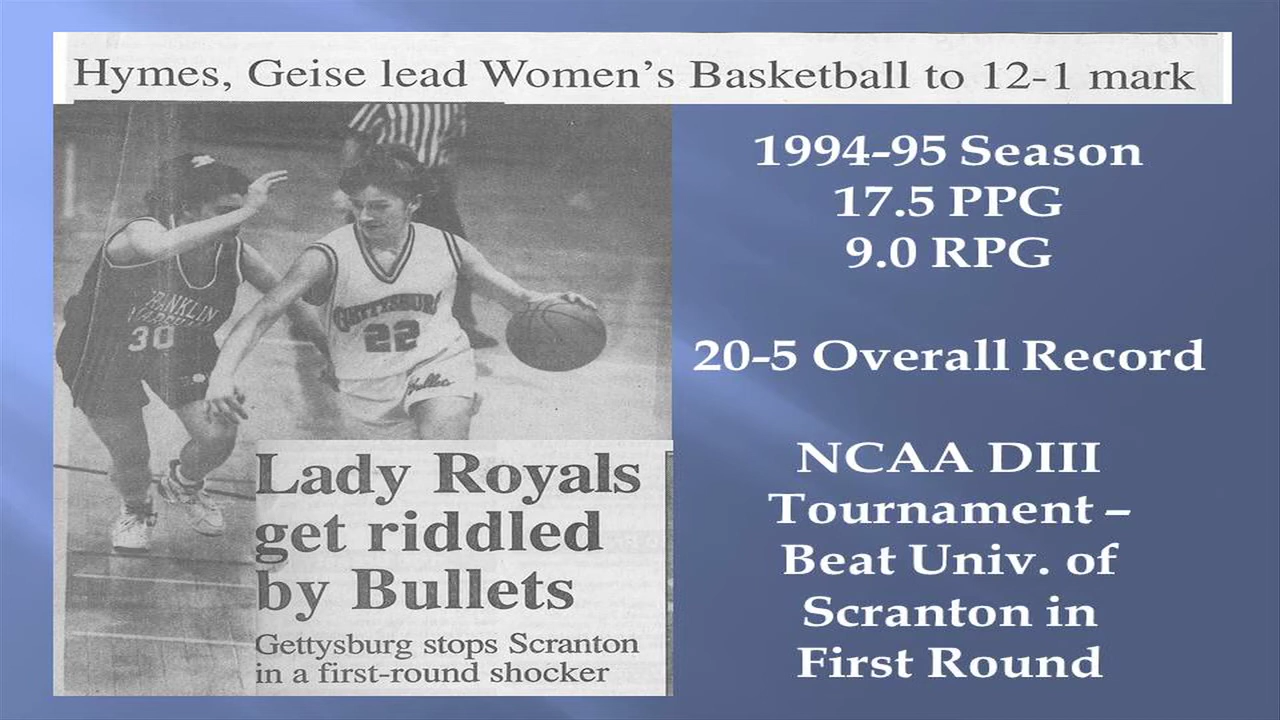 Hymes, Geise lead Women's Basketball to 12-1 mark
1994-95 Season
17.5 PPG
9.0 RPG
20-5 Overall Record
NCAA DIII
Tournament –
Beat Univ. of
Scranton in
First Round
FRANKLIN
30
GETTYSBURG
22
Bullets
Lady Royals
get riddled
by Bullets
Gettysburg stops Scranton
in a first-round shocker